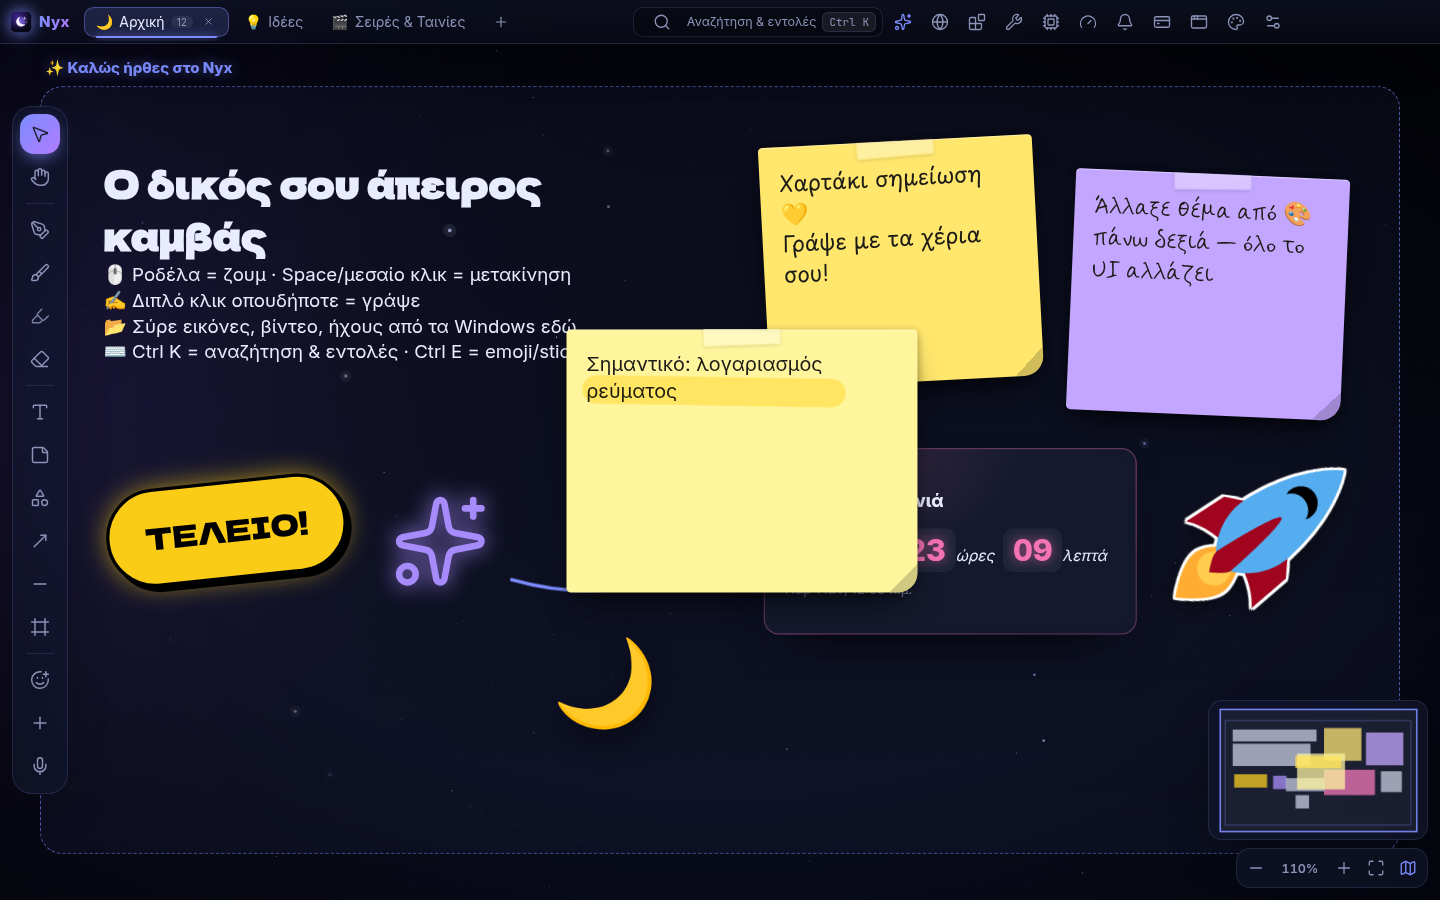 Nyx
🌙 Αρχική 12
💡 Ιδέες
🎬 Σειρές & Ταινίες
Αναζήτηση & εντολές Ctrl K
✨ Καλώς ήρθες στο Nyx
Ο δικός σου άπειρος
καμβάς
🖱️ Ροδέλα = ζουμ · Space/μεσαίο κλικ = μετακίνηση
✍️ Διπλό κλικ οπουδήποτε = γράψε
📂 Σύρε εικόνες, βίντεο, ήχους από τα Windows εδώ
⌨️ Ctrl K = αναζήτηση & εντολές · Ctrl E = emoji/stic
Χαρτάκι σημείωση
💛
Γράψε με τα χέρια
σου!
Άλλαξε θέμα από 🎨
πάνω δεξιά — όλο το
UI αλλάζει
Σημαντικό: λογαριασμός
ρεύματος
ΤΕΛΕΙΟ!
νιά
23 ώρες 09 λεπτά
110%